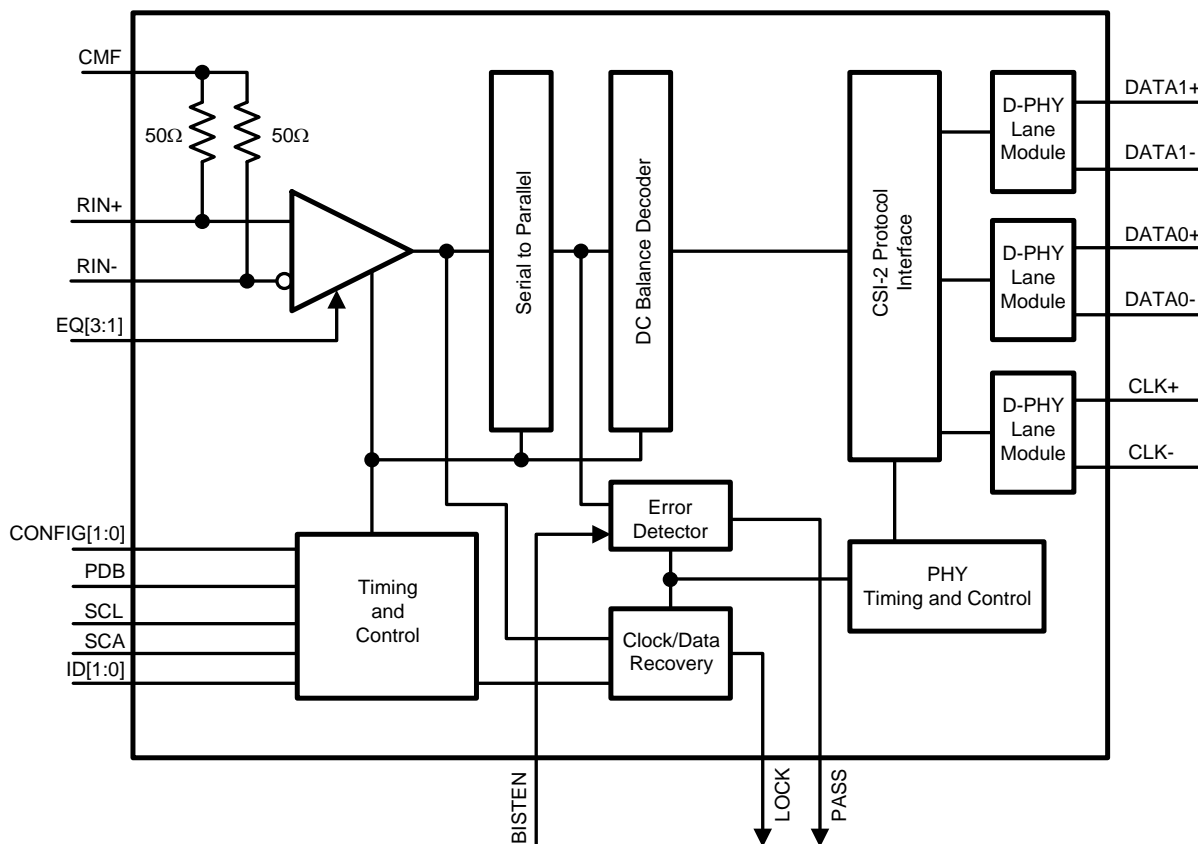 CMF
50Ω
50Ω
RIN+
RIN-
EQ[3:1]
Serial to Parallel
DC Balance Decoder
CSI-2 Protocol
Interface
D-PHY
Lane
Module
DATA1+
DATA1-
D-PHY
Lane
Module
DATA0+
DATA0-
D-PHY
Lane
Module
CLK+
CLK-
CONFIG[1:0]
PDB
SCL
SCA
ID[1:0]
Timing
and
Control
Error
Detector
Clock/Data
Recovery
PHY
Timing and Control
BISTEN
LOCK
PASS